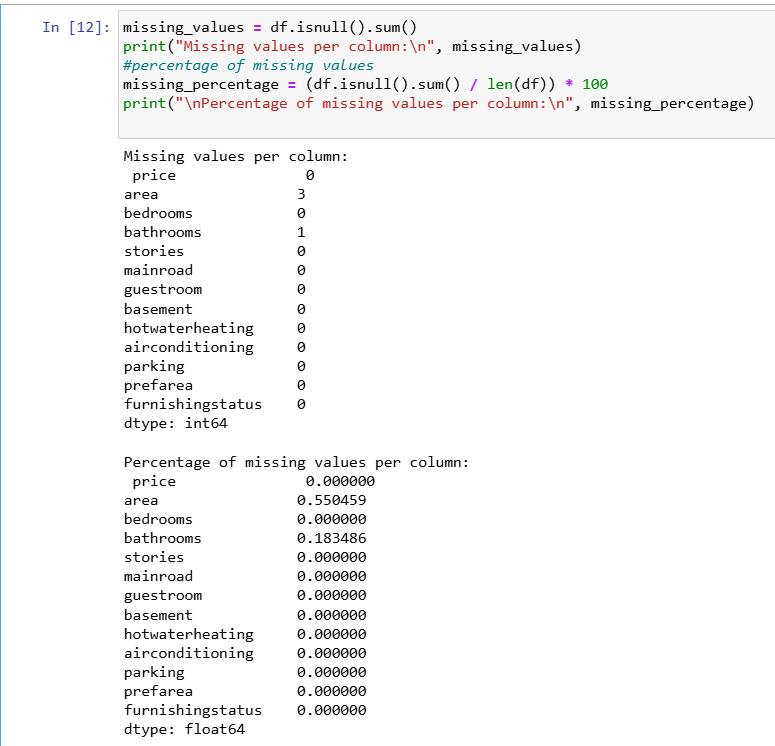 In [12]: missing_values = df.isnull().sum()
print("Missing values per column:\n", missing_values)
#percentage of missing values
missing_percentage = (df.isnull().sum() / len(df)) * 100
print("\nPercentage of missing values per column:\n", missing_percentage)
Missing values per column:
 price               0
area                3
bedrooms            0
bathrooms           1
stories             0
mainroad            0
guestroom           0
basement            0
hotwaterheating     0
airconditioning     0
parking             0
prefarea            0
furnishingstatus    0
dtype: int64
Percentage of missing values per column:
 price               0.000000
area                0.550459
bedrooms            0.000000
bathrooms           0.183486
stories             0.000000
mainroad            0.000000
guestroom           0.000000
basement            0.000000
hotwaterheating     0.000000
airconditioning     0.000000
parking             0.000000
prefarea            0.000000
furnishingstatus    0.000000
dtype: float64